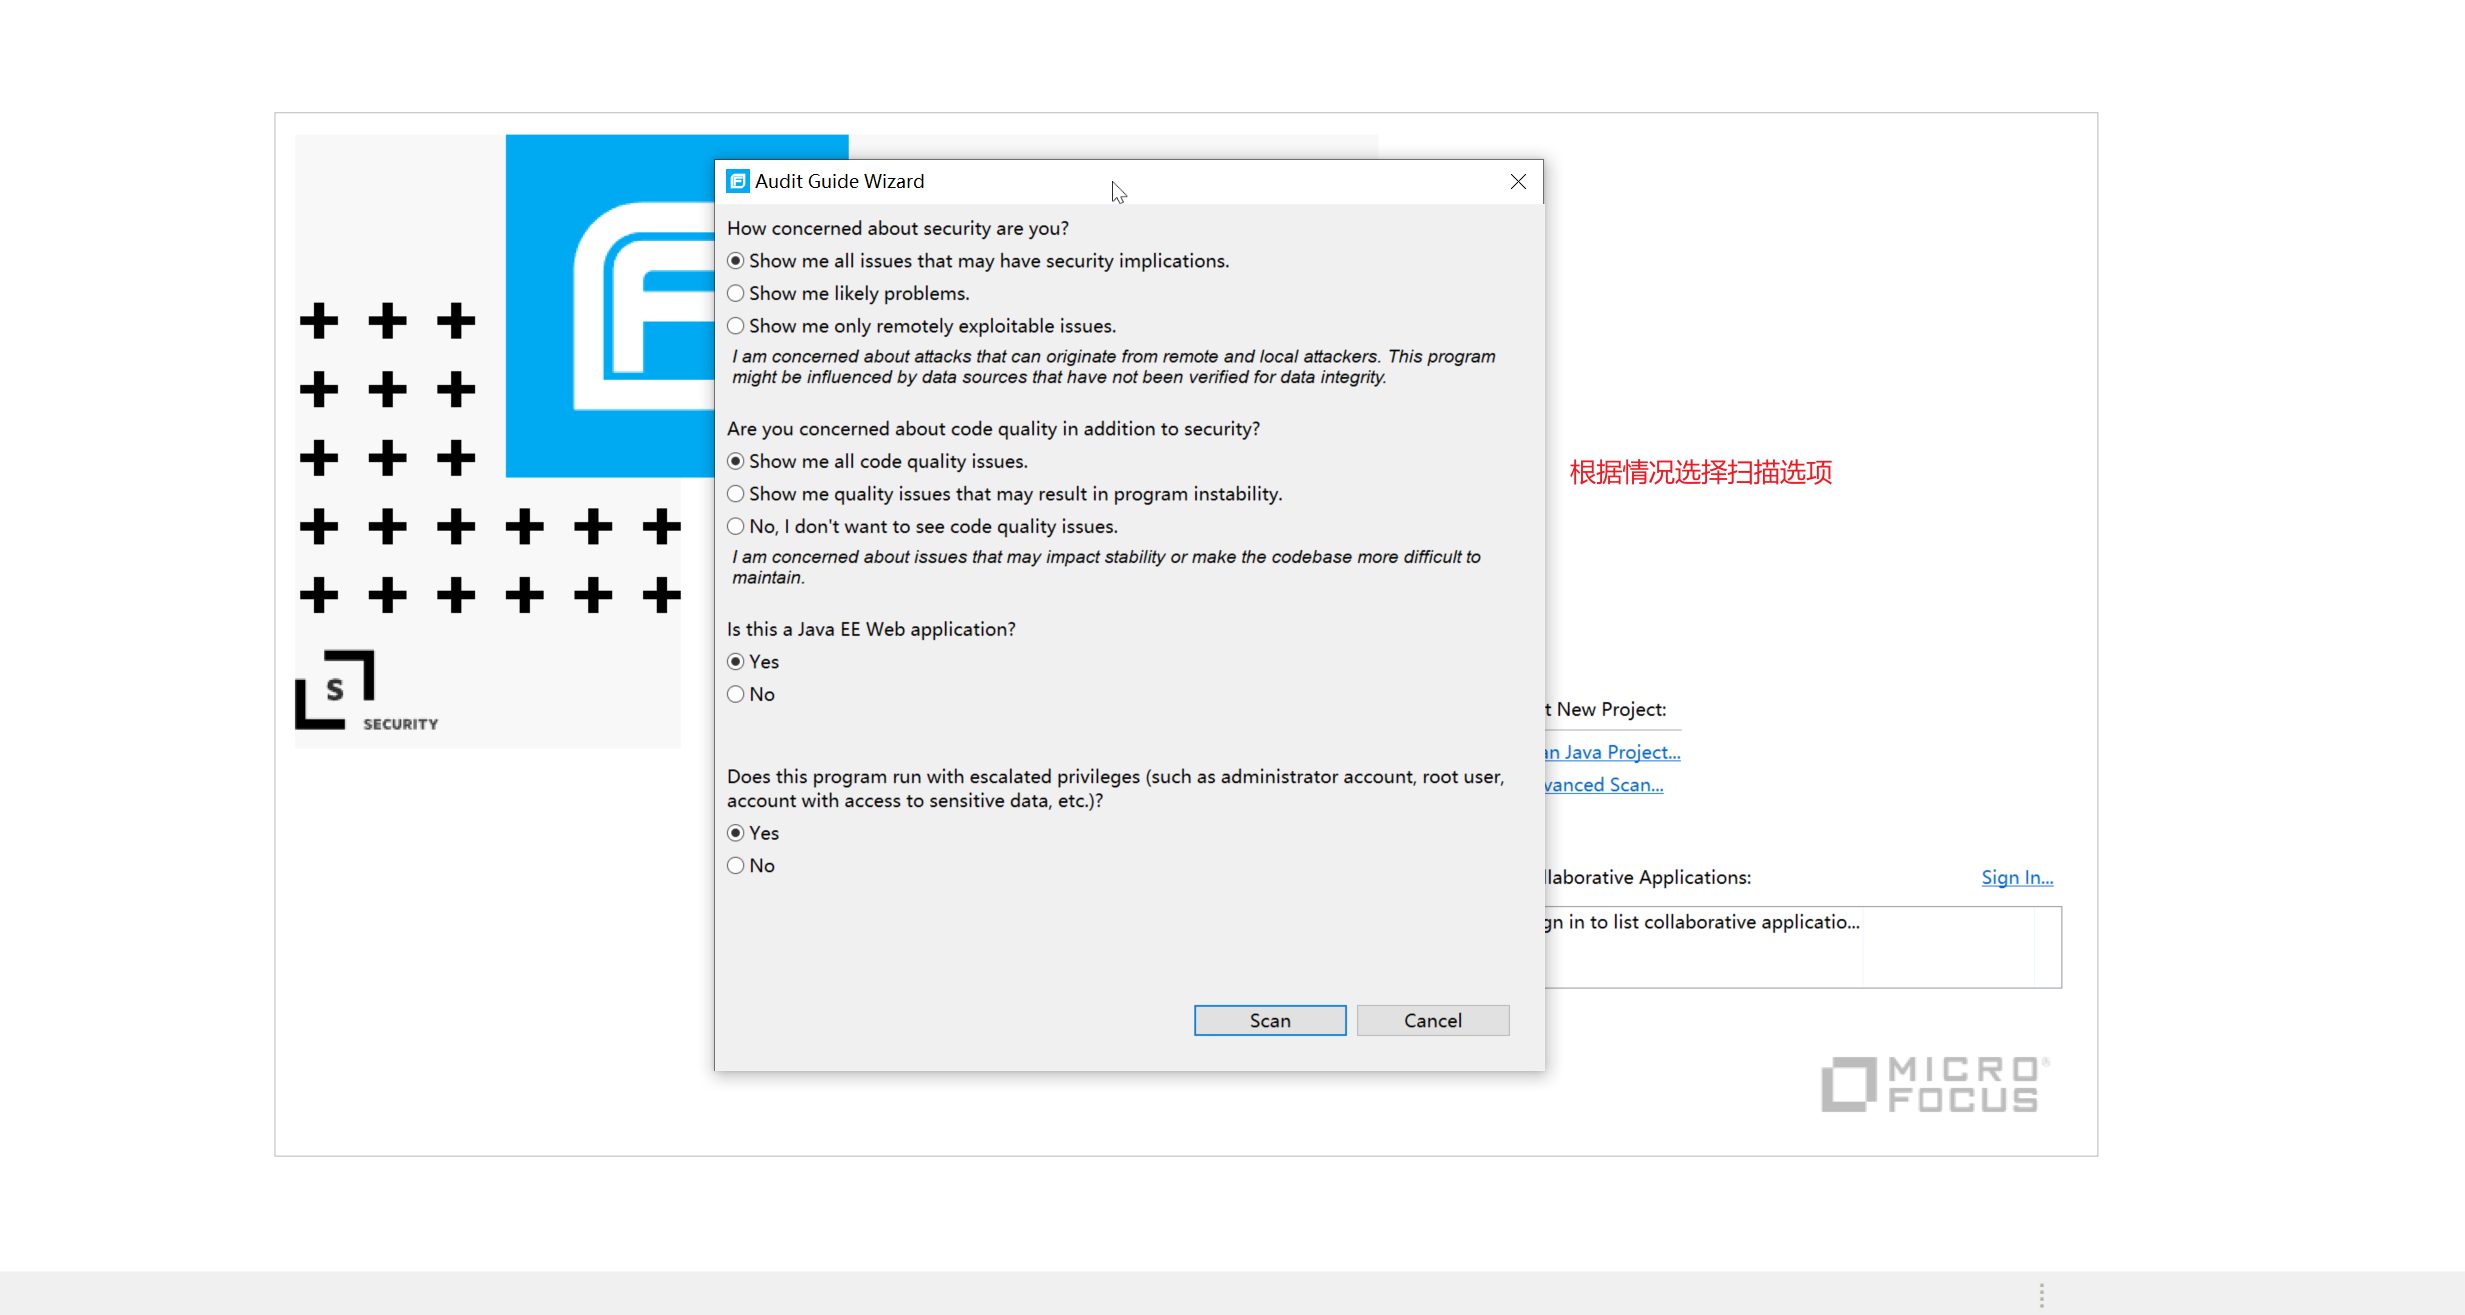 Audit Guide Wizard
How concerned about security are you?
Show me all issues that may have security implications.
Show me likely problems.
Show me only remotely exploitable issues.
I am concerned about attacks that can originate from remote and local attackers. This program
might be influenced by data sources that have not been verified for data integrity.
Are you concerned about code quality in addition to security?
Show me all code quality issues.
Show me quality issues that may result in program instability.
No, I don't want to see code quality issues.
I am concerned about issues that may impact stability or make the codebase more difficult to
maintain.
Is this a Java EE Web application?
Yes
No
Does this program run with escalated privileges (such as administrator account, root user,
account with access to sensitive data, etc.)?
Yes
No
Scan
Cancel
根据情况选择扫描选项
S
SECURITY
t New Project:
an Java Project...
vanced Scan...
llaborative Applications:
Sign In...
gn in to list collaborative applicatio...
MICRO
FOCUS